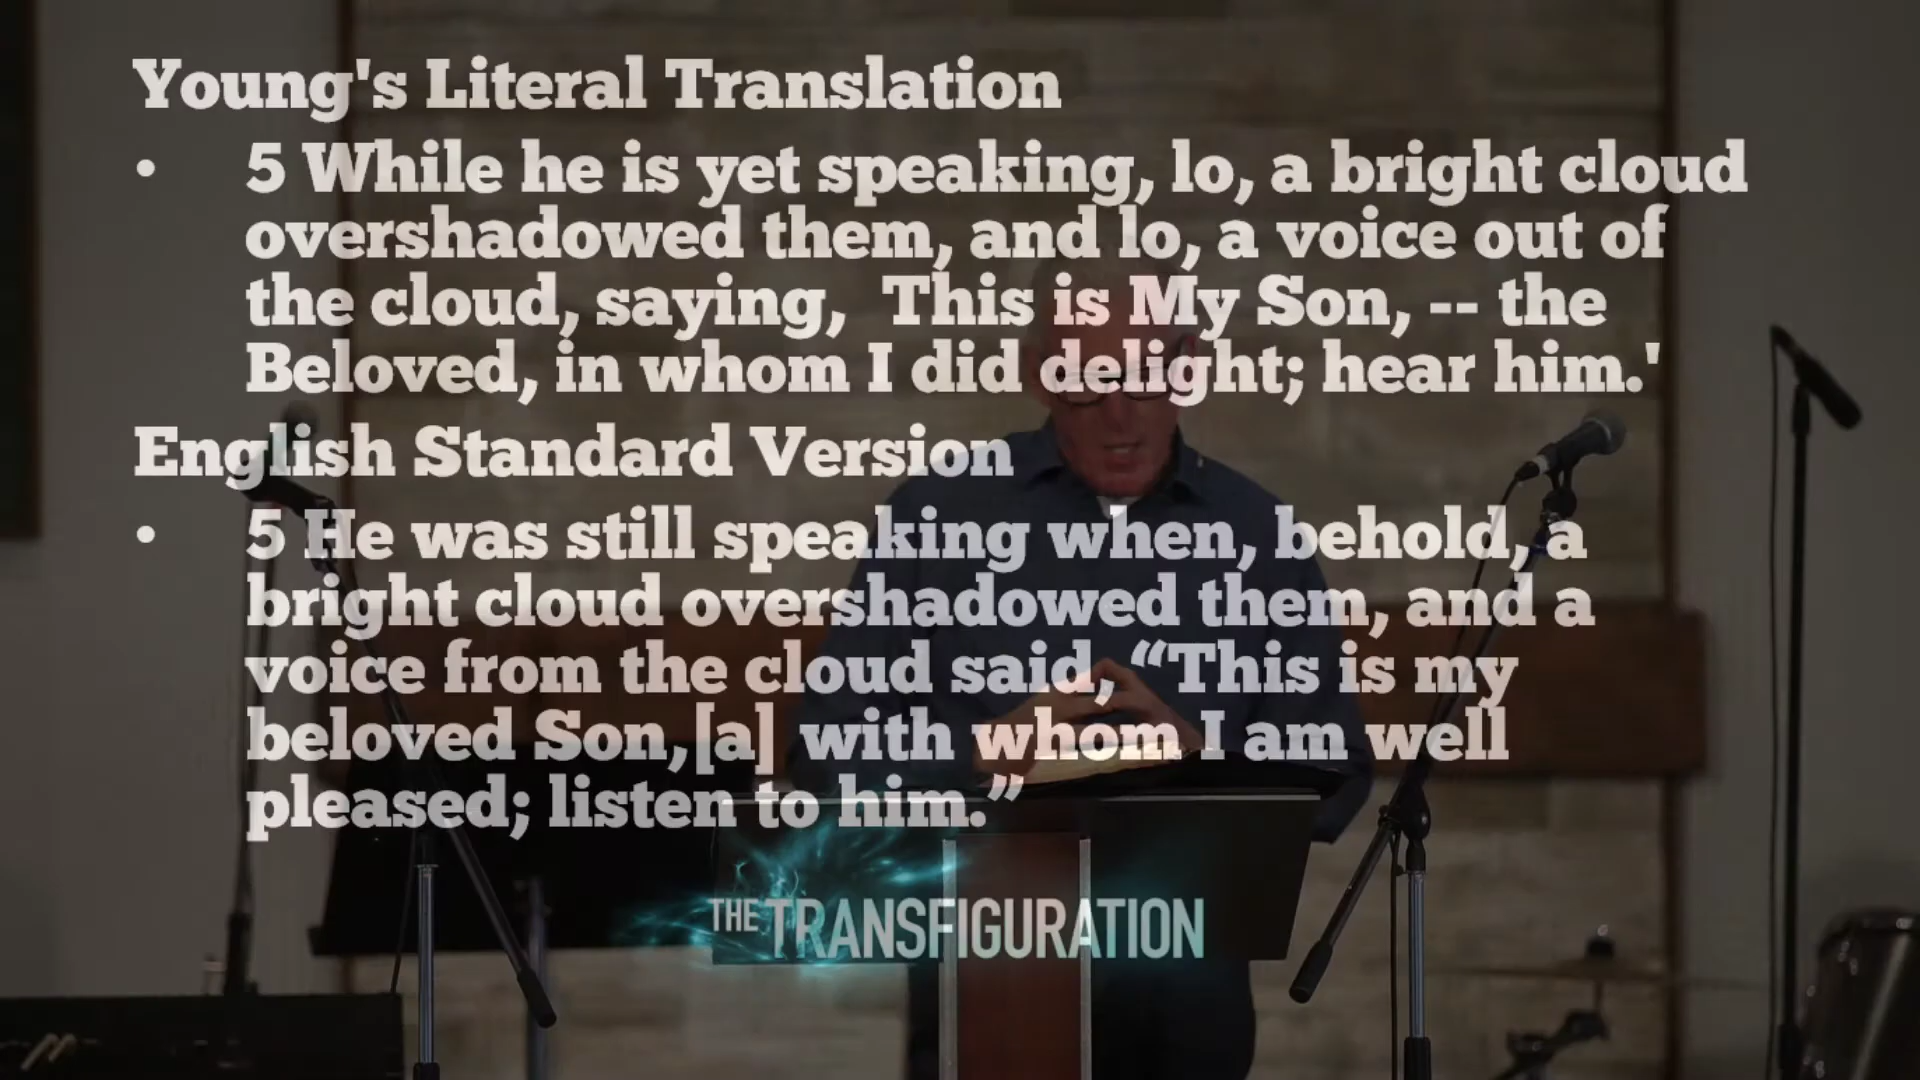 Young's Literal Translation
• 5 While he is yet speaking, lo, a bright cloud
overshadowed them, and lo, a voice out of
the cloud, saying, This is My Son, -- the
Beloved, in whom I did delight; hear him.'
English Standard Version
• 5 He was still speaking when, behold, a
bright cloud overshadowed them, and a
voice from the cloud said, “This is my
beloved Son,[a] with whom I am well
pleased; listen to him.”
THE TRANSFIGURATION